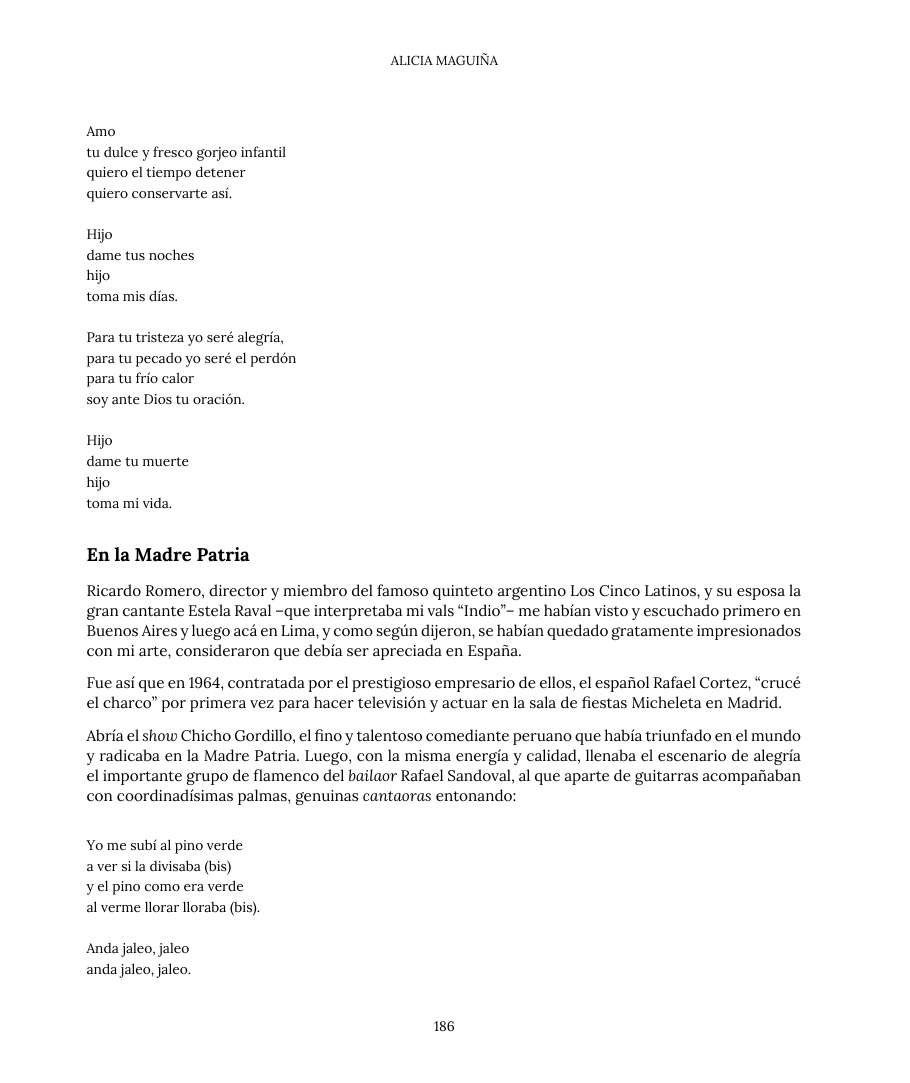 ALICIA MAGUIÑA
Amo
tu dulce y fresco gorjeo infantil
quiero el tiempo detener
quiero conservarte así.
Hijo
dame tus noches
hijo
toma mis días.
Para tu tristeza yo seré alegría,
para tu pecado yo seré el perdón
para tu frío calor
soy ante Dios tu oración.
Hijo
dame tu muerte
hijo
toma mi vida.
En la Madre Patria
Ricardo Romero, director y miembro del famoso quinteto argentino Los Cinco Latinos, y su esposa la
gran cantante Estela Raval –que interpretaba mi vals “Indio”– me habían visto y escuchado primero en
Buenos Aires y luego acá en Lima, y como según dijeron, se habían quedado gratamente impresionados
con mi arte, consideraron que debía ser apreciada en España.
Fue así que en 1964, contratada por el prestigioso empresario de ellos, el español Rafael Cortez, “crucé
el charco” por primera vez para hacer televisión y actuar en la sala de fiestas Micheleta en Madrid.
Abría el show Chicho Gordillo, el fino y talentoso comediante peruano que había triunfado en el mundo
y radicaba en la Madre Patria. Luego, con la misma energía y calidad, llenaba el escenario de alegría
el importante grupo de flamenco del bailaor Rafael Sandoval, al que aparte de guitarras acompañaban
con coordinadísimas palmas, genuinas cantaoras entonando:
Yo me subí al pino verde
a ver si la divisaba (bis)
y el pino como era verde
al verme llorar lloraba (bis).
Anda jaleo, jaleo
anda jaleo, jaleo.
186